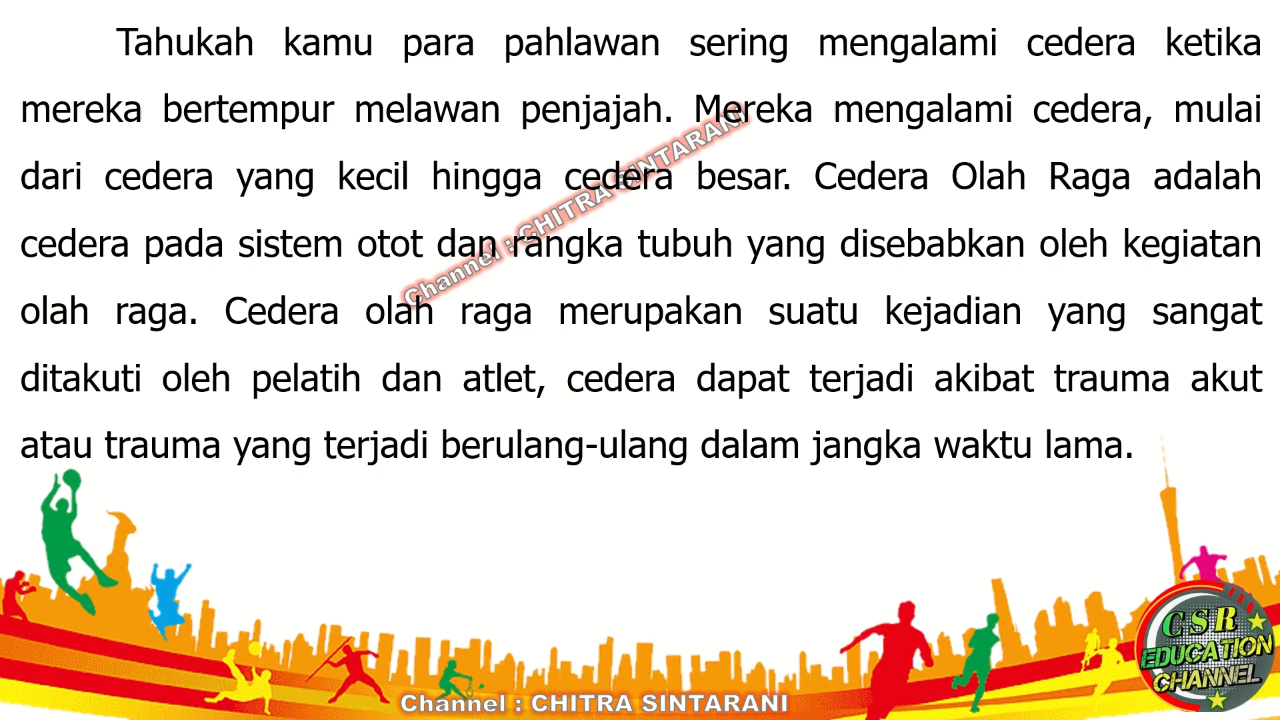 Tahukah kamu para pahlawan sering mengalami cedera ketika
mereka bertempur melawan penjajah. Mereka mengalami cedera, mulai
dari cedera yang kecil hingga cedera besar. Cedera Olah Raga adalah
cedera pada sistem otot dan rangka tubuh yang disebabkan oleh kegiatan
olah raga. Cedera olah raga merupakan suatu kejadian yang sangat
ditakuti oleh pelatih dan atlet, cedera dapat terjadi akibat trauma akut
atau trauma yang terjadi berulang-ulang dalam jangka waktu lama.
Channel : CHITRA SINTARANI
CSR
EDUCATION
CHANNEL
Channel : CHITRA SINTARANI